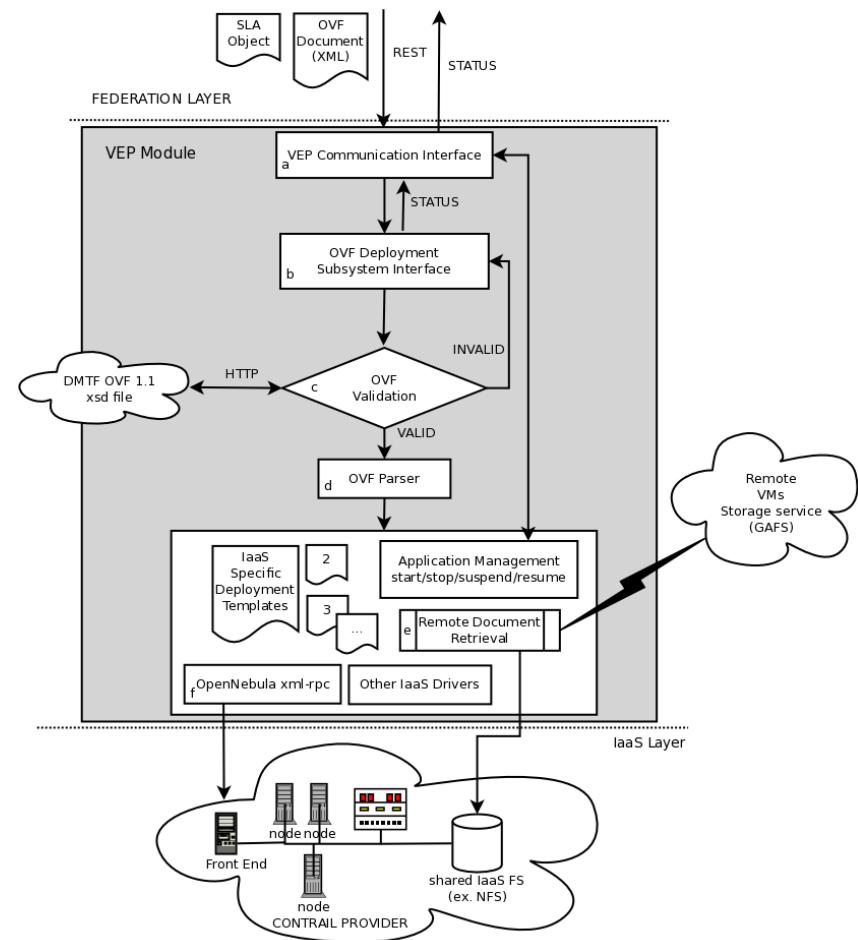 SLA
Object
OVF
Document
(XML)
REST
STATUS
FEDERATION LAYER
VEP Module
a
VEP Communication Interface
STATUS
OVF Deployment
Subsystem Interface
b
INVALID
DMTF OVF 1.1
xsd file
HTTP
c
OVF
Validation
VALID
OVF Parser
d
Remote
VMs
Storage service
(GAFS)
IaaS
Specific
Deployment
Templates
2
3
...
Application Management
start/stop/suspend/resume
e
Remote Document
Retrieval
f
OpenNebula xml-rpc
Other IaaS Drivers
IaaS Layer
node
node
Front End
node
shared IaaS FS
(ex. NFS)
CONTRAIL PROVIDER